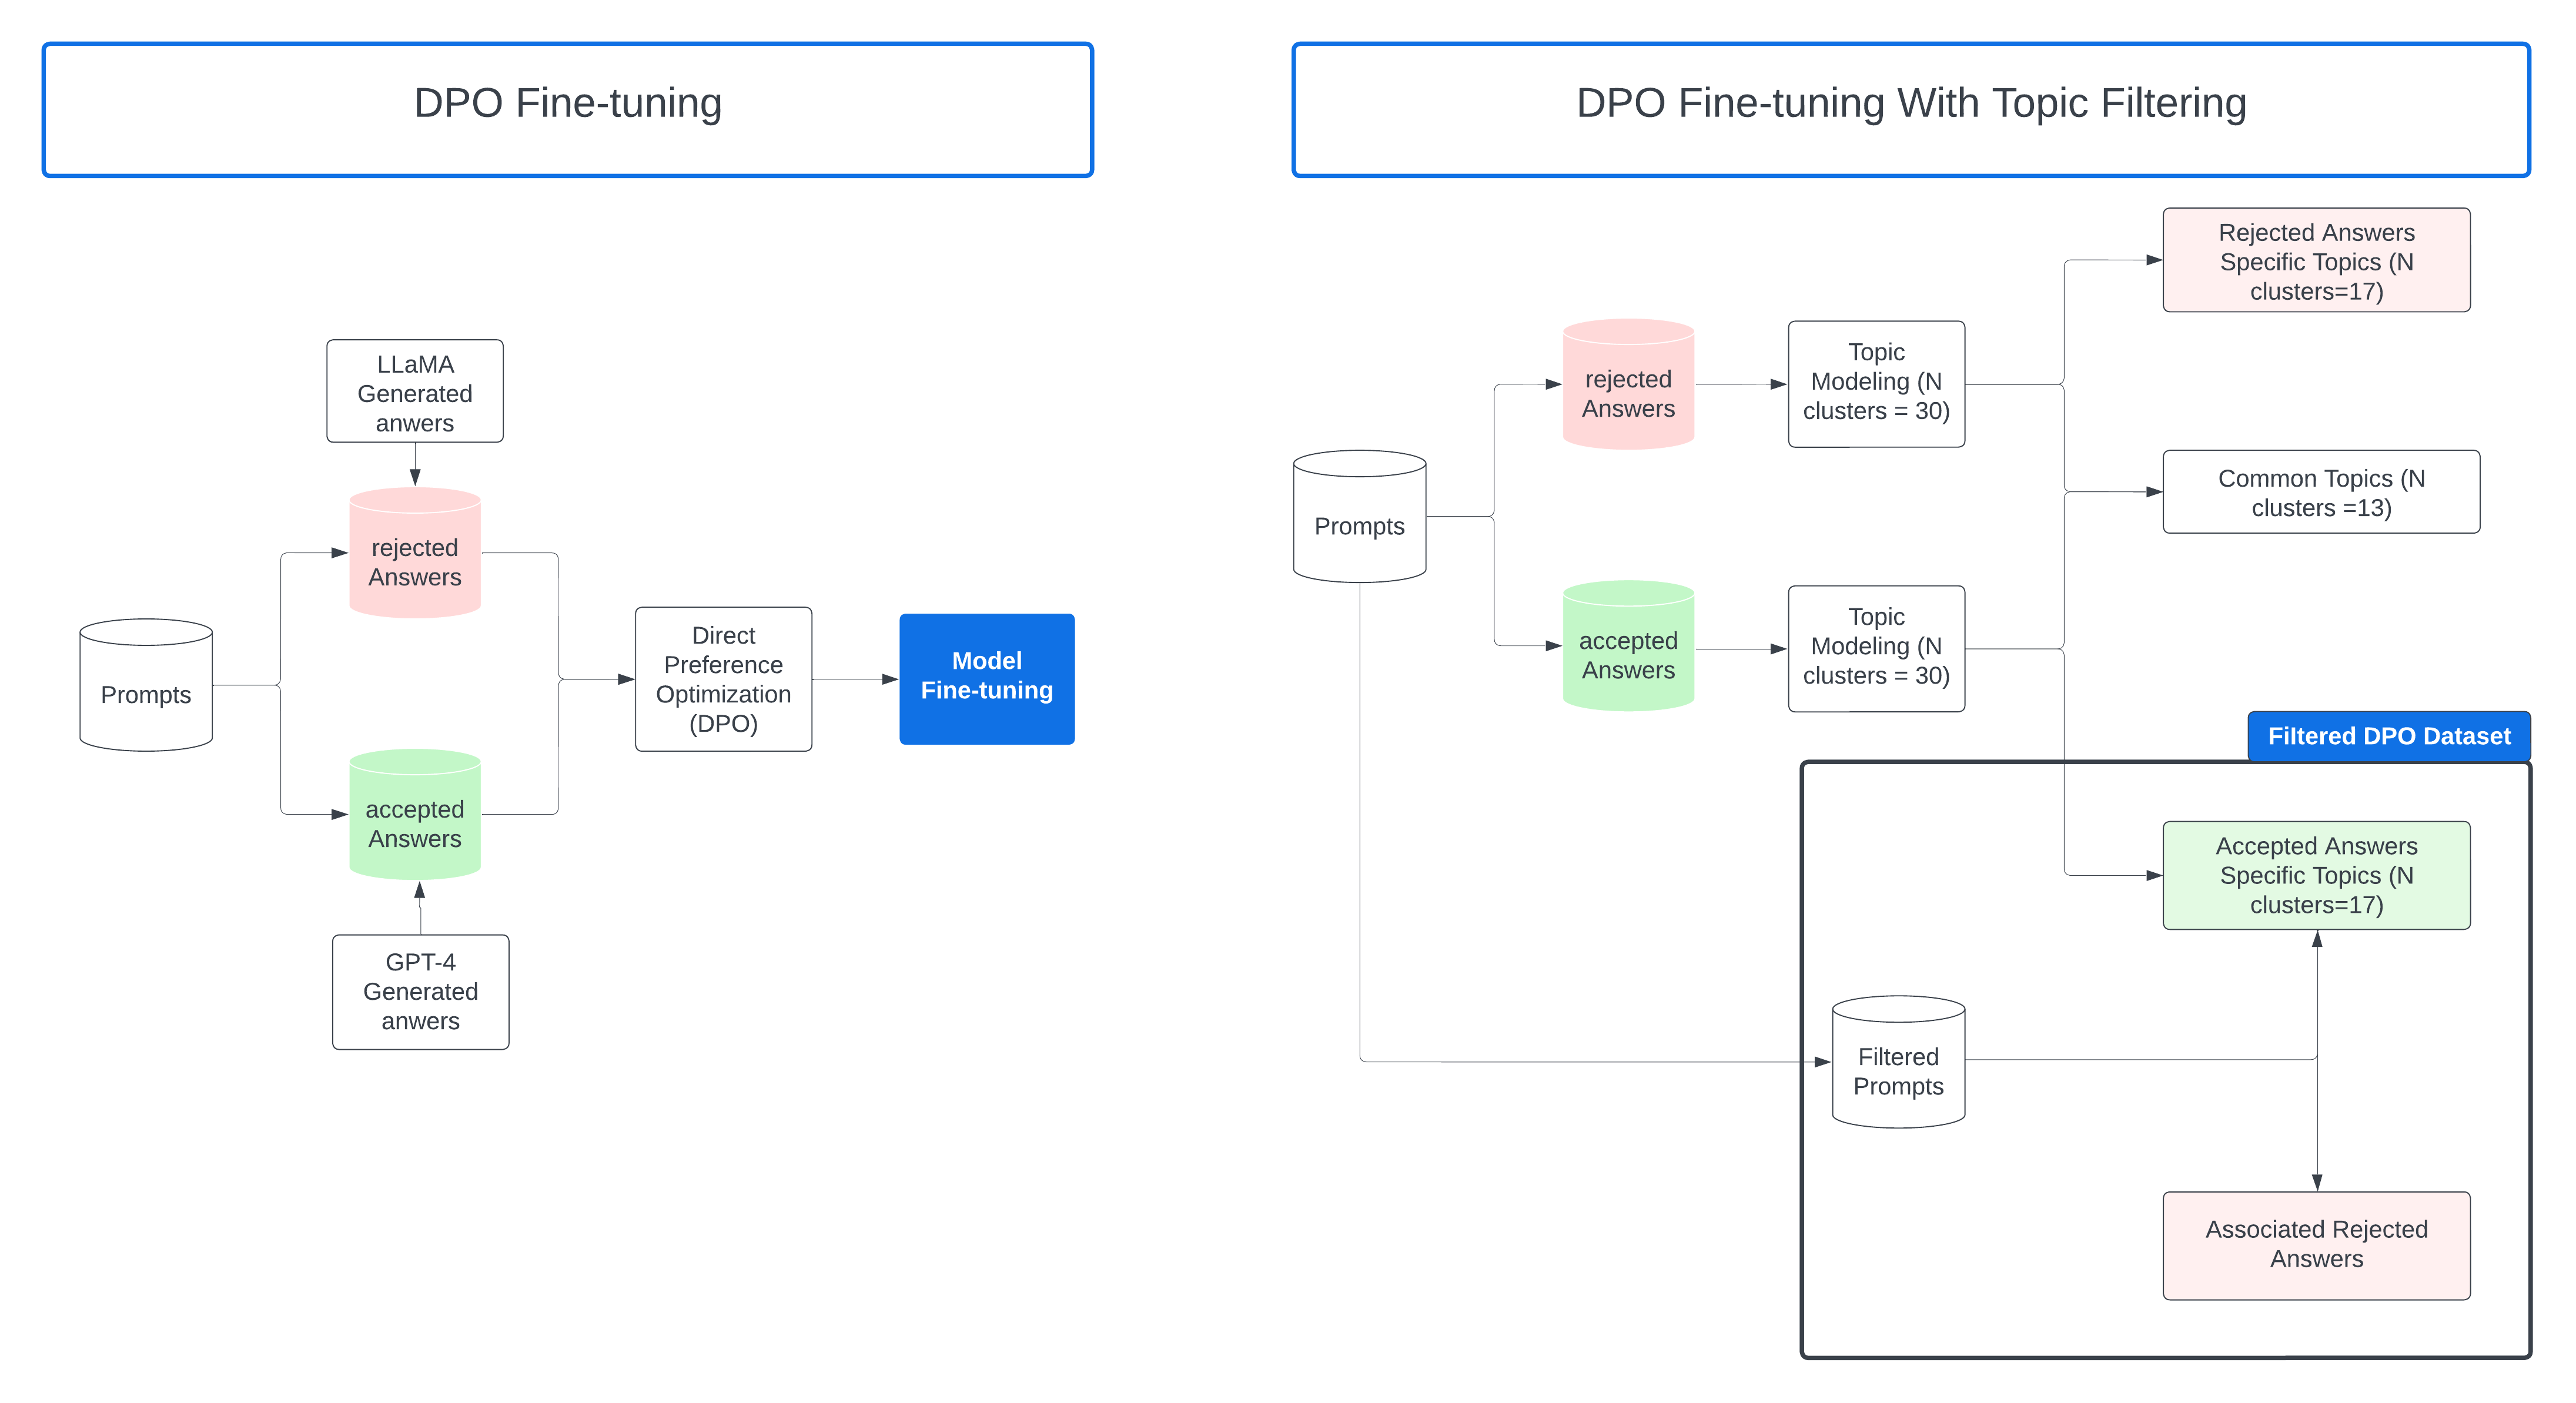 DPO Fine-tuning
LLaMA
Generated
anwers
rejected
Answers
Prompts
accepted
Answers
GPT-4
Generated
anwers
Direct
Preference
Optimization
(DPO)
Model
Fine-tuning
DPO Fine-tuning With Topic Filtering
Prompts
rejected
Answers
accepted
Answers
Topic
Modeling (N
clusters = 30)
Topic
Modeling (N
clusters = 30)
Rejected Answers
Specific Topics (N
clusters=17)
Common Topics (N
clusters =13)
Filtered DPO Dataset
Accepted Answers
Specific Topics (N
clusters=17)
Filtered
Prompts
Associated Rejected
Answers